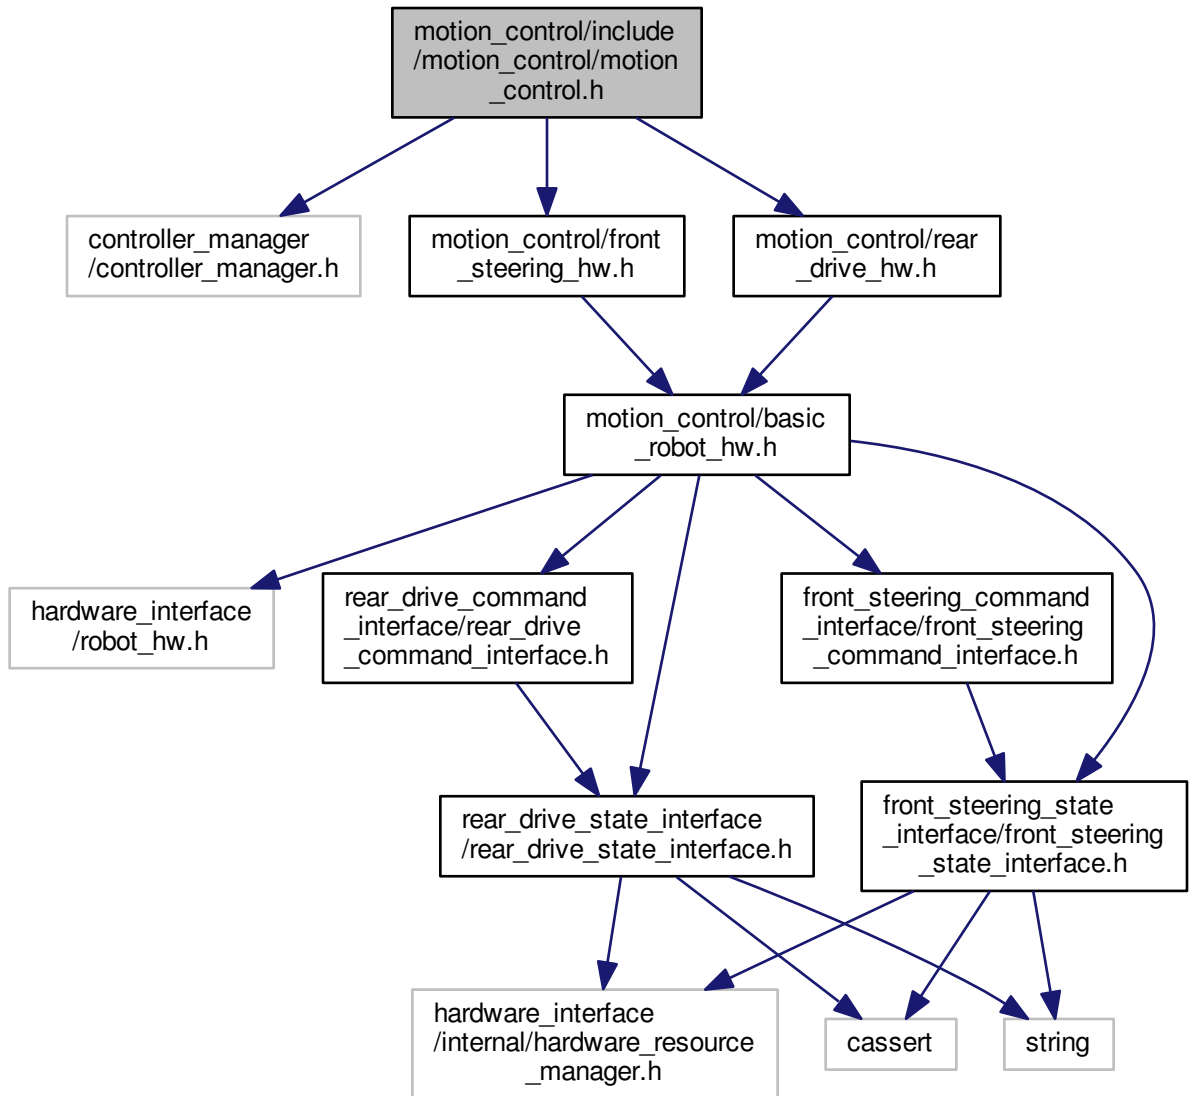 motion_control/include
/motion_control/motion
_control.h
controller_manager
/controller_manager.h
motion_control/front
_steering_hw.h
motion_control/rear
_drive_hw.h
motion_control/basic
_robot_hw.h
hardware_interface
/robot_hw.h
rear_drive_command
_interface/rear_drive
_command_interface.h
front_steering_command
_interface/front_steering
_command_interface.h
rear_drive_state_interface
/rear_drive_state_interface.h
front_steering_state
_interface/front_steering
_state_interface.h
hardware_interface
/internal/hardware_resource
_manager.h
cassert
string